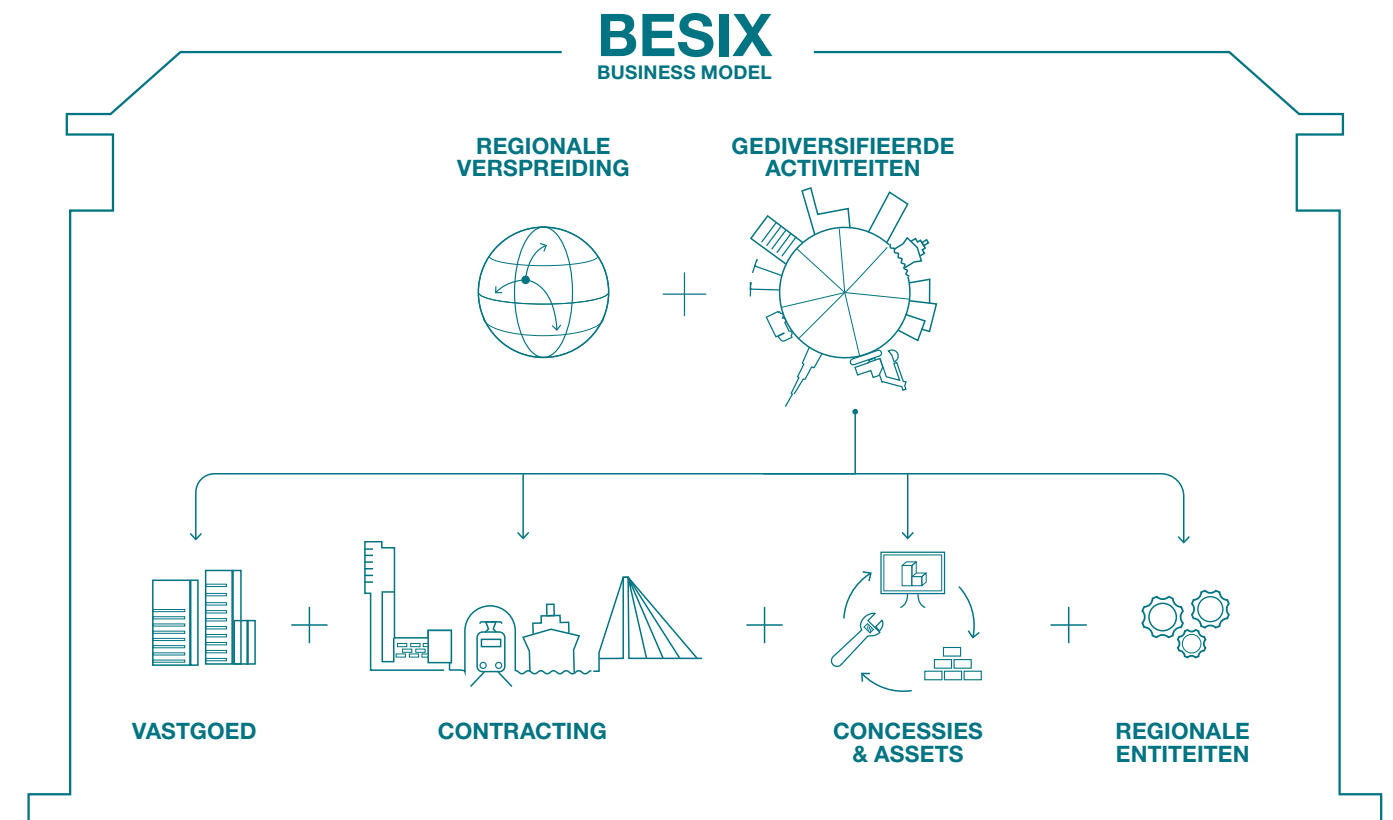 BESIX
BUSINESS MODEL
REGIONALE
VERSPREIDING
GEDIVERSIFIEERDE
ACTIVITEITEN
VASTGOED
CONTRACTING
CONCESSIES
& ASSETS
REGIONALE
ENTITEITEN